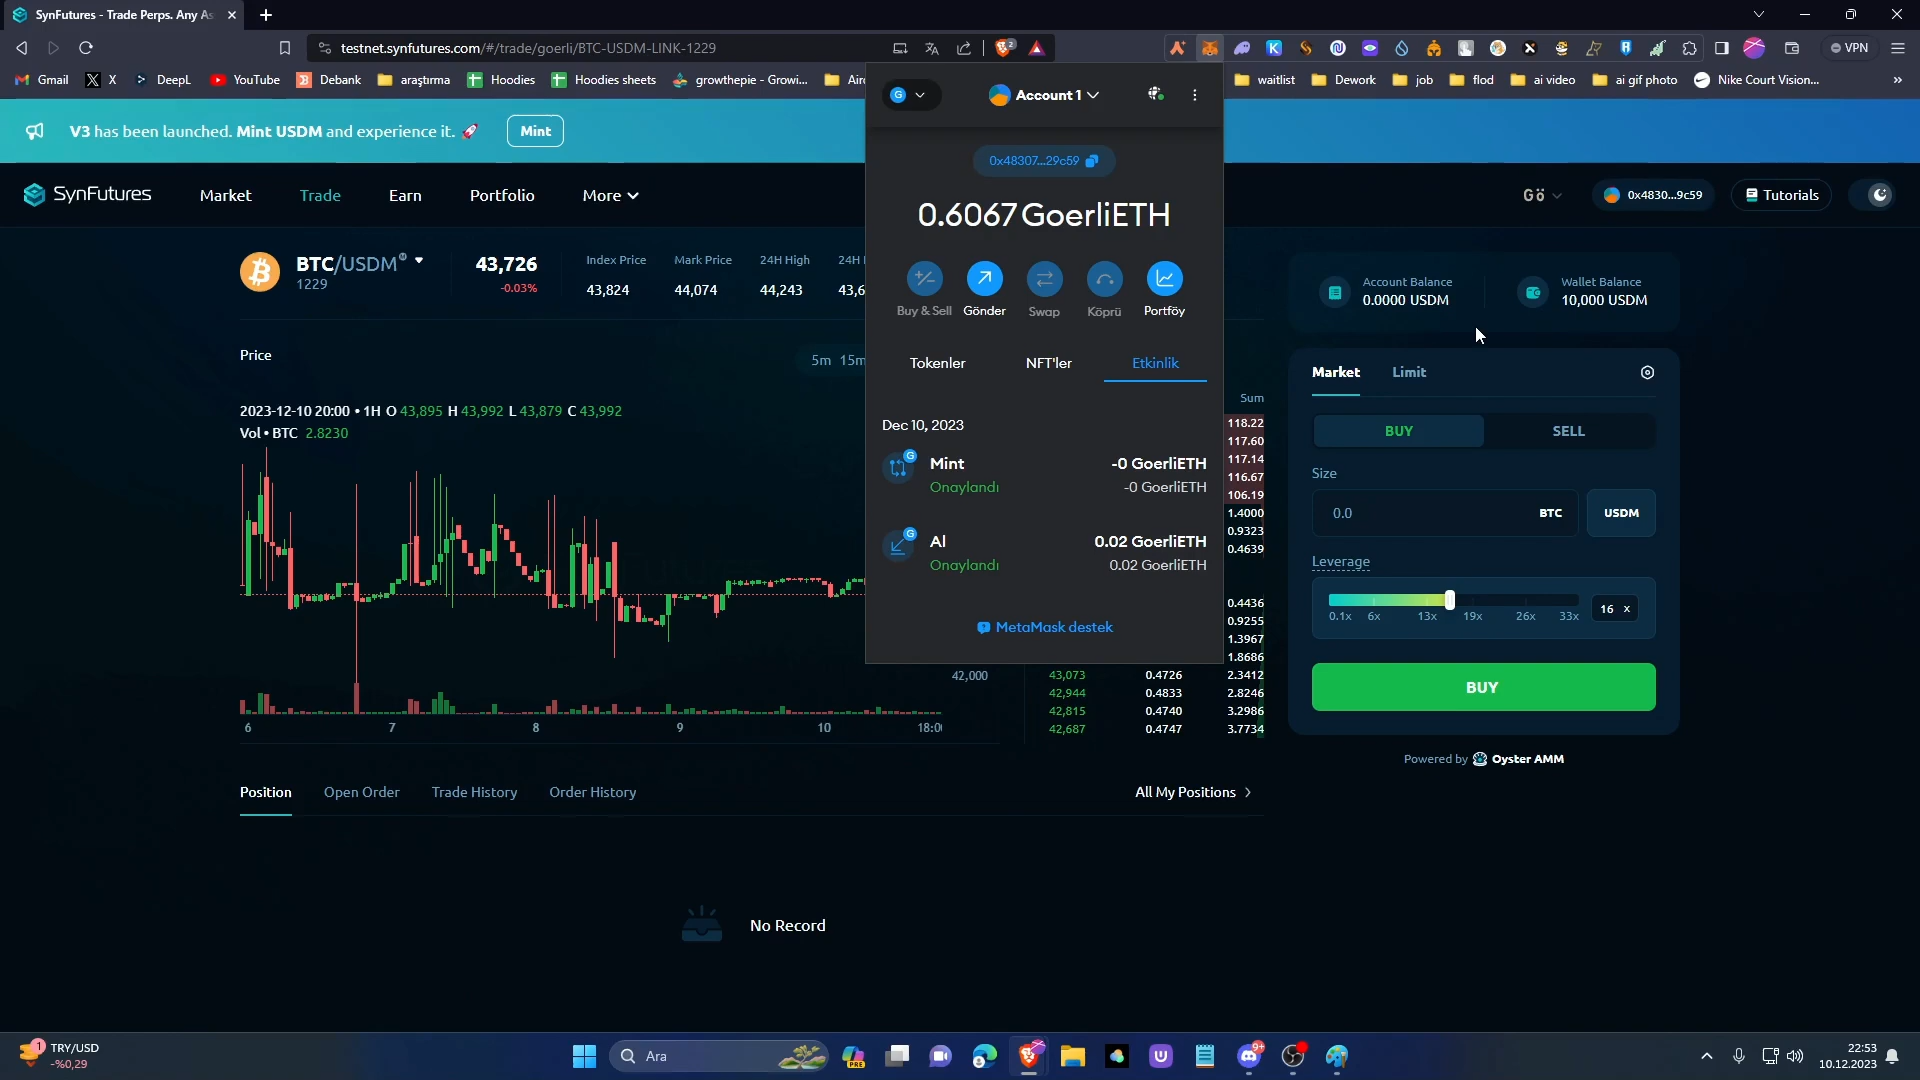 SynFutures - Trade Perps. Any As
testnet.synfutures.com/#/trade/goerli/BTC-USDM-LINK-1229
2
VPN
Gmail
X
DeepL
YouTube
Debank
araştırma
Hoodies
Hoodies sheets
growthepie - Growi...
waitlist
Dework
job
flod
ai video
ai gif photo
Nike Court Vision...
V3 has been launched. Mint USDM and experience it. 🚀
Mint
SynFutures
Market
Trade
Earn
Portfolio
More
Gö
0x4830...9c59
Tutorials
G
Account 1
0x48307...29c59
0.6067 GoerliETH
Buy & Sell
Gönder
Swap
Köprü
Portföy
Tokenler
NFT'ler
Etkinlik
Dec 10, 2023
G
Mint
-0 GoerliETH
Onaylandı
-0 GoerliETH
G
Al
0.02 GoerliETH
Onaylandı
0.02 GoerliETH
MetaMask destek
BTC/USDM
1229
43,726
-0.03%
Index Price
43,824
Mark Price
44,074
24H High
44,243
24H
43,6
Price
5m 15m
2023-12-10 20:00 • 1H O 43,895 H 43,992 L 43,879 C 43,992
Vol • BTC 2.8230
42,000
6 7 8 9 10 18:00
Sum
118.22
117.60
117.14
116.67
106.19
1.4000
0.9323
0.4639
0.4436
0.9255
1.3967
1.8686
43,073 0.4726 2.3412
42,944 0.4833 2.8246
42,815 0.4740 3.2986
42,687 0.4747 3.7734
Account Balance
0.0000 USDM
Wallet Balance
10,000 USDM
Market
Limit
BUY
SELL
Size
0.0
BTC
USDM
Leverage
0.1x 6x 13x 19x 26x 33x
16 x
BUY
Powered by Oyster AMM
Position
Open Order
Trade History
Order History
All My Positions
No Record
1
TRY/USD
-%0,29
Ara
PRE
9+
22:53
10.12.2023